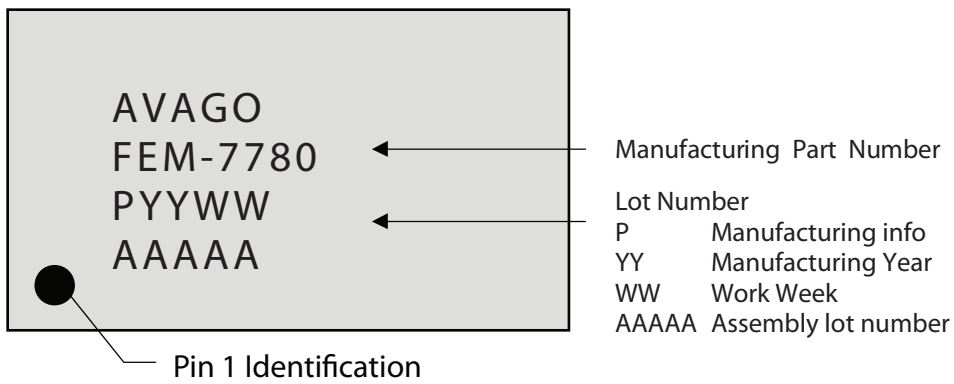 AVAGO
FEM-7780
PYYWW
AAAAA
Manufacturing Part Number
Lot Number
P Manufacturing info
YY Manufacturing Year
WW Work Week
AAAAA Assembly lot number
Pin 1 Identification